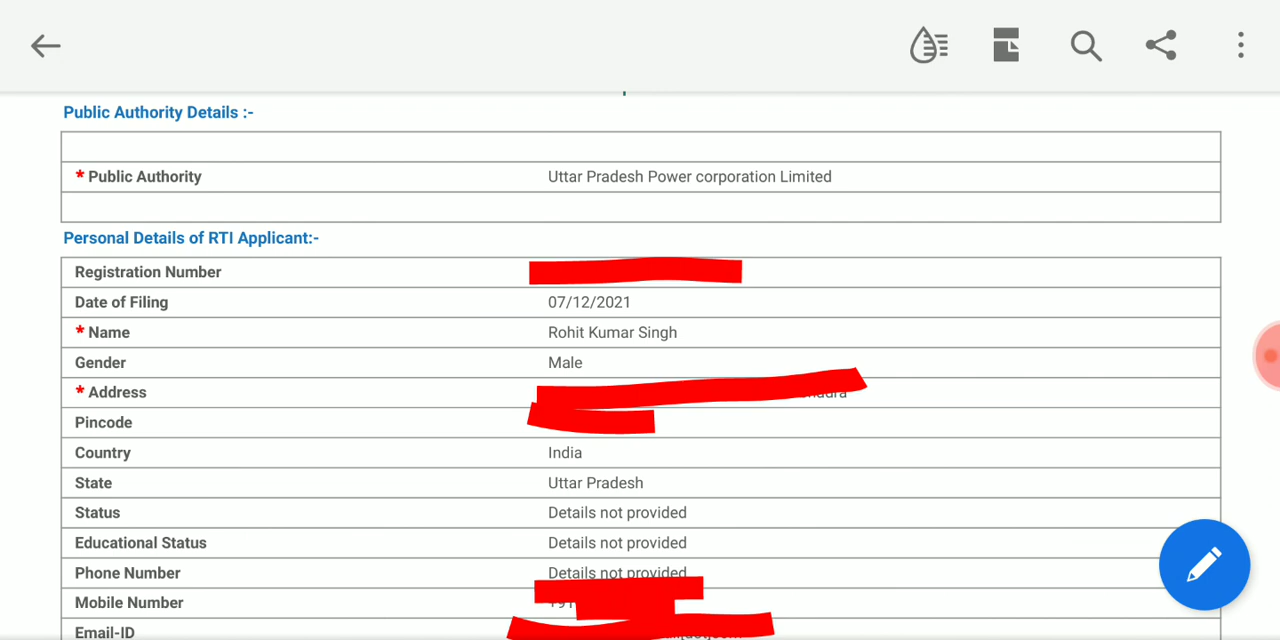 Public Authority Details :-
* Public Authority Uttar Pradesh Power corporation Limited
Personal Details of RTI Applicant:-
Registration Number
Date of Filing 07/12/2021
* Name Rohit Kumar Singh
Gender Male
* Address
Pincode
Country India
State Uttar Pradesh
Status Details not provided
Educational Status Details not provided
Phone Number Details not provided
Mobile Number +91
Email-ID